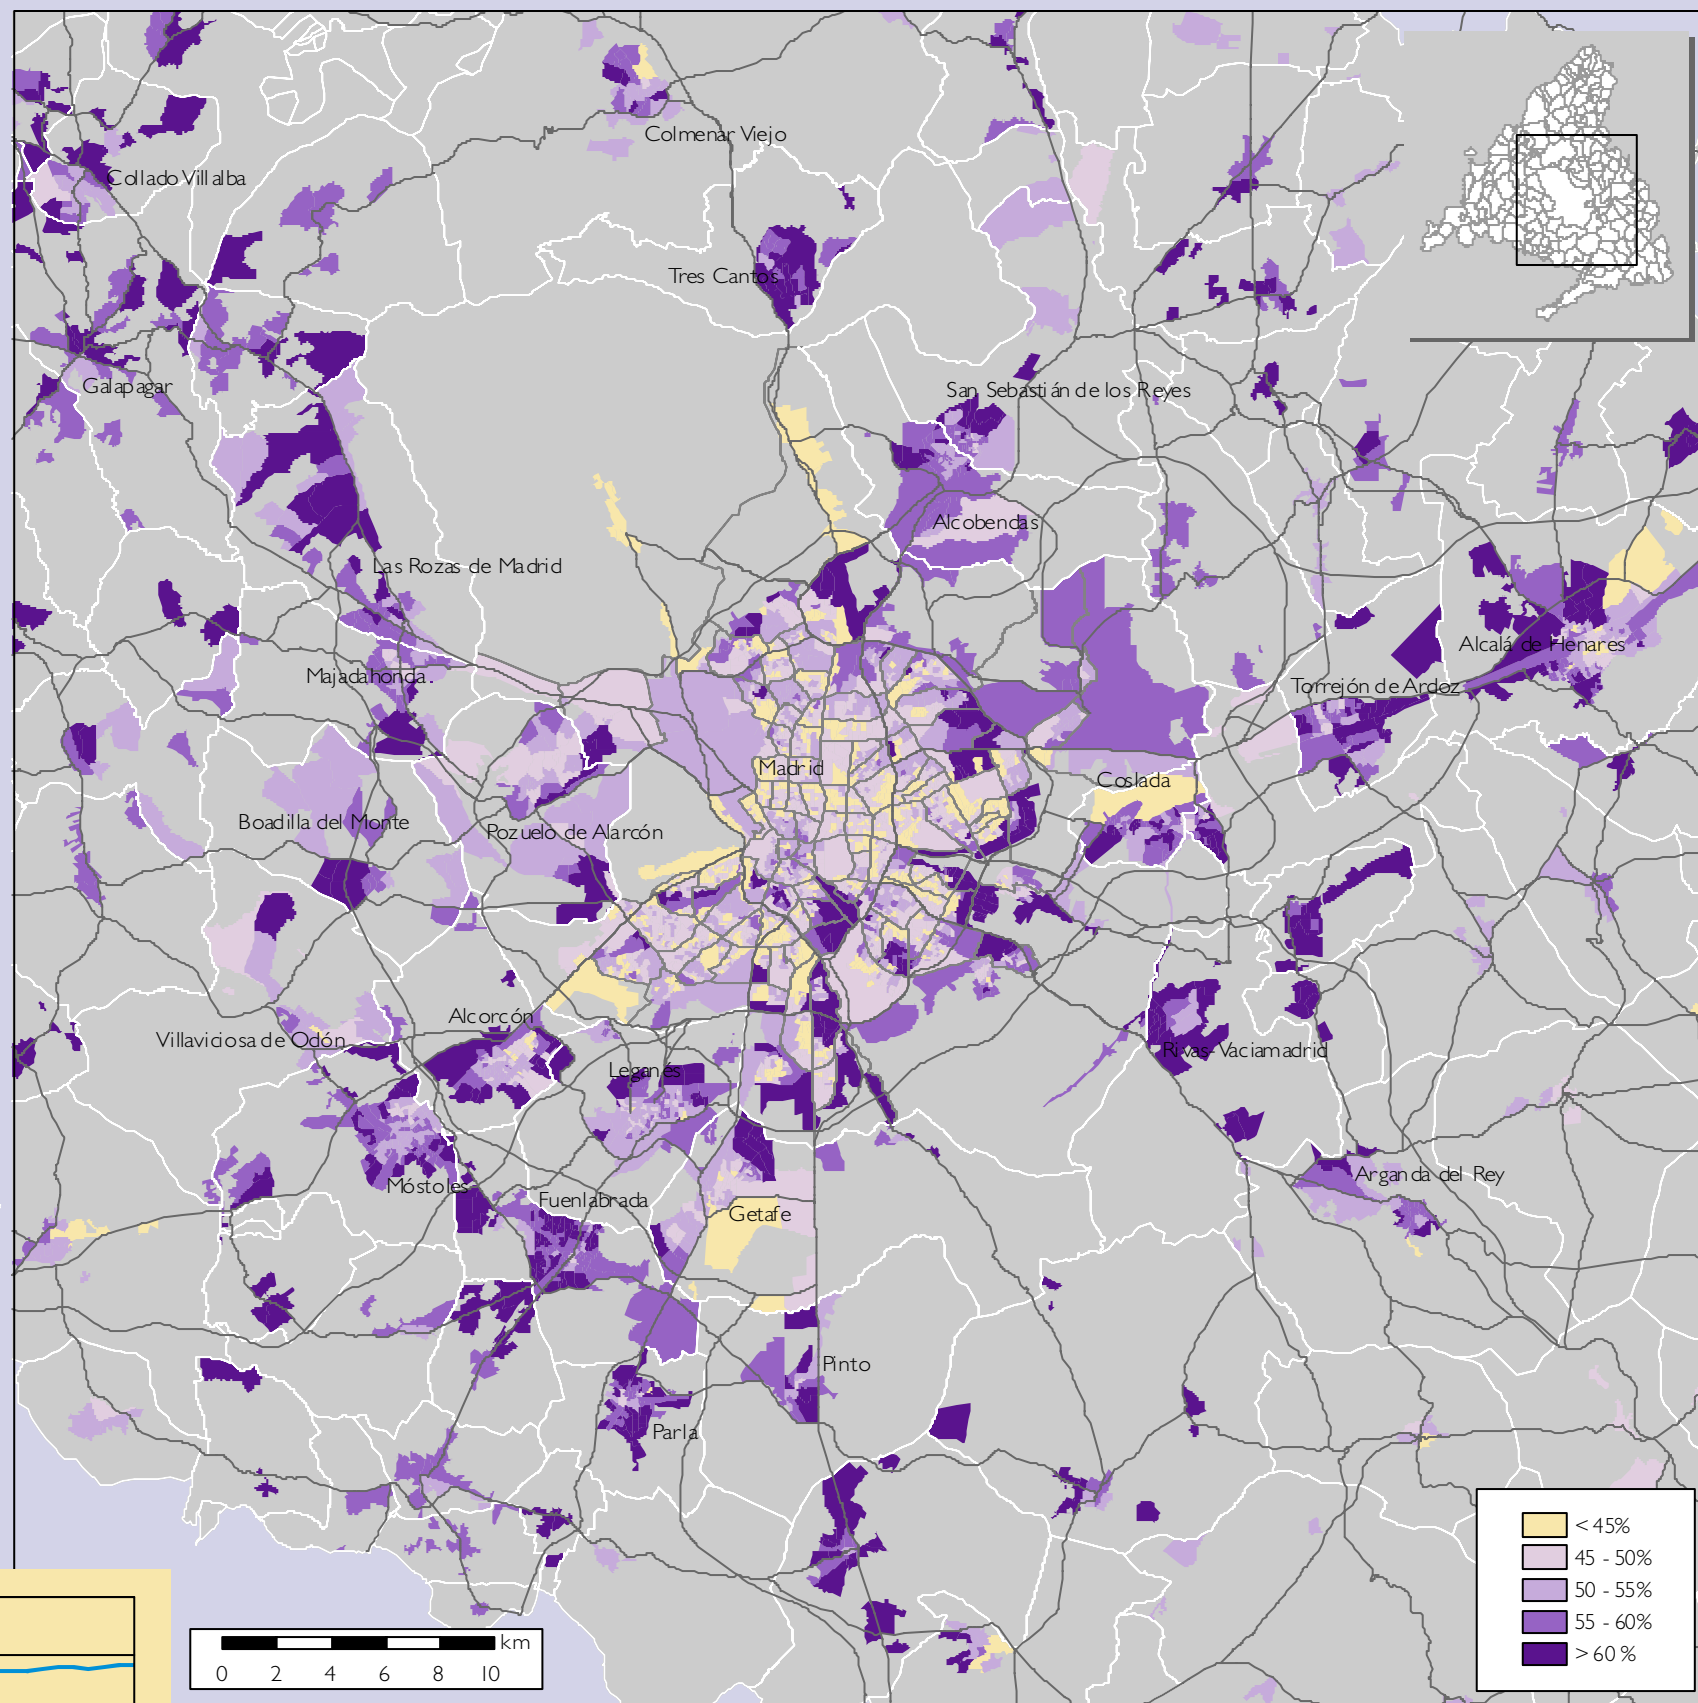 Colmenar Viejo
Collado Villalba
Tres Cantos
Galapagar
San Sebastián de los Reyes
Alcobendas
Las Rozas de Madrid
Alcalá de Henares
Majadahonda.
Torrejón de Ardoz
Madrid
Coslada
Boadilla del Monte
Pozuelo de Alarcón
Alcorcón
Villaviciosa de Odón
Rivas-Vaciamadrid
Leganés
Arganda del Rey
Móstoles
Fuenlabrada
Getafe
Pinto
Parla
< 45%
45 - 50%
50 - 55%
55 - 60%
> 60 %
km
0 2 4 6 8 10